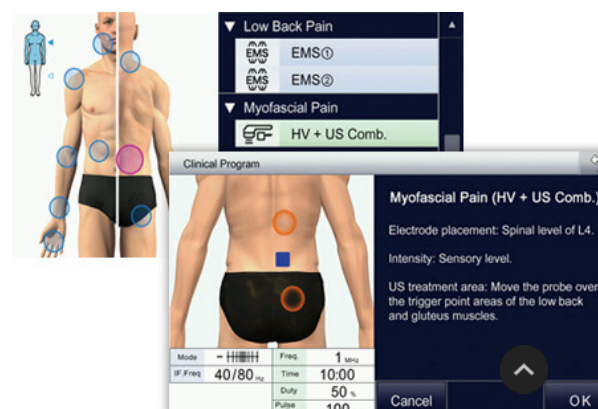 ▼ Low Back Pain
EMS EMS①
EMS EMS②
▼ Myofascial Pain
HV + US Comb.
Clinical Program
Myofascial Pain (HV + US Comb.)
Electrode placement: Spinal level of L4.
Intensity: Sensory level.
US treatment area: Move the probe over
the trigger point areas of the low back
and gluteus muscles.
Mode Freq. 1 MHz
IF.Freq 40/80 Hz Time 10:00
Duty 50 %
Pulse 100
Cancel OK